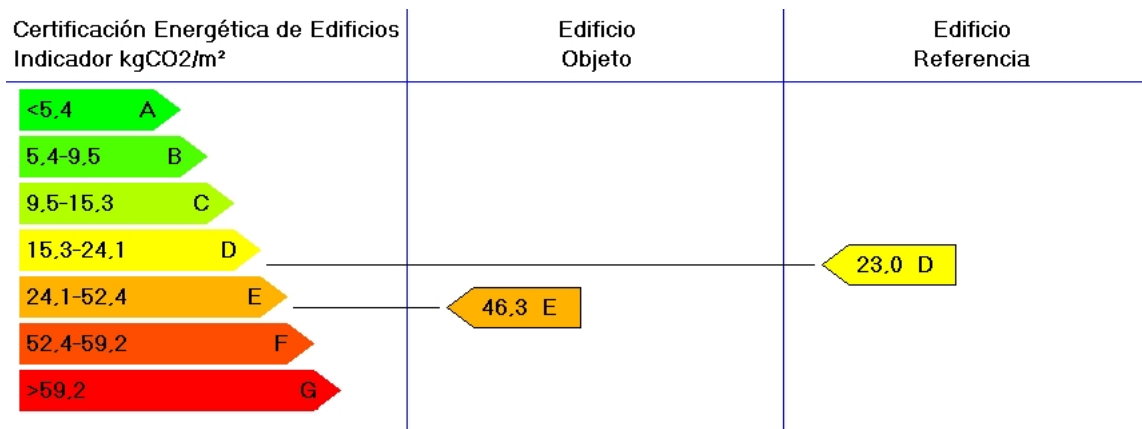 Certificación Energética de Edificios
Indicador kgCO2/m²
Edificio
Objeto
Edificio
Referencia
<5,4 A
5,4-9,5 B
9,5-15,3 C
15,3-24,1 D
23,0 D
24,1-52,4 E
46,3 E
52,4-59,2 F
>59,2 G